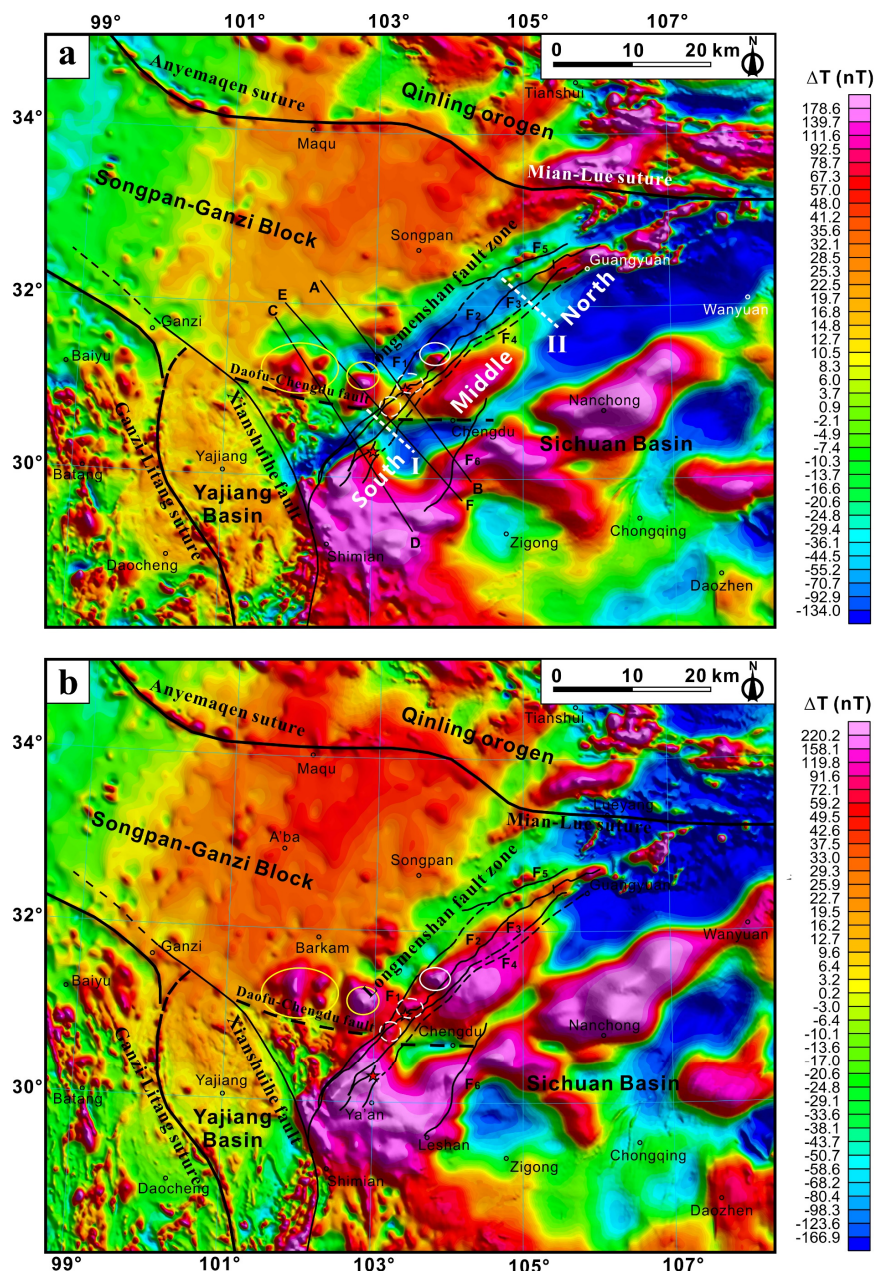 99°
101°
103°
105°
107°
a
0 10 20 km
N
ΔT (nT)
Anyemaqen suture
Qinling orogen
Tianshui
34°
Maqu
Mian-Lue suture
Songpan-Ganzi Block
Songpan
Longmenshan fault zone
F5
Guangyuan
32°
A
E
C
Ganzi
F2
F3
North
Wanyuan
II
Baiyu
F1
F4
Daofu-Chengdu fault
Middle
Nanchong
Chengdu
Sichuan Basin
Ganzi-Litang suture
Xianshuihe fault
30°
Batang
Yajiang
Yajiang
Basin
South
I
F6
B
F
D
Chongqing
Zigong
Shimian
Daocheng
Daozhen
178.6
139.7
111.6
92.5
78.7
67.3
57.0
48.0
41.2
35.6
32.1
28.5
25.3
22.5
19.7
16.8
14.8
12.7
10.5
8.3
6.0
3.7
0.9
-2.1
-4.9
-7.4
-10.3
-13.7
-16.6
-20.6
-24.8
-29.4
-36.1
-44.5
-55.2
-70.7
-92.9
-134.0
b
0 10 20 km
N
ΔT (nT)
Anyemaqen suture
Qinling orogen
Tianshui
34°
Maqu
Lueyang
Mian-Lue suture
Songpan-Ganzi Block
A'ba
Songpan
Longmenshan fault zone
F5
Guangyuan
32°
Barkam
Ganzi
F2
F3
Wanyuan
Baiyu
F4
Daofu-Chengdu fault
F1
Chengdu
Nanchong
Ganzi-Litang suture
Xianshuihe fault
30°
Batang
Yajiang
Yajiang
Basin
Ya'an
F6
Sichuan Basin
Leshan
Zigong
Chongqing
Shimian
Daocheng
Daozhen
220.2
158.1
119.8
91.6
72.1
59.2
49.5
42.6
37.5
33.0
29.3
25.9
22.7
19.5
16.2
12.7
9.6
6.4
3.2
0.2
-3.0
-6.4
-10.1
-13.6
-17.0
-20.6
-24.8
-29.1
-33.6
-38.1
-43.7
-50.7
-58.6
-68.2
-80.4
-98.3
-123.6
-166.9
99°
101°
103°
105°
107°